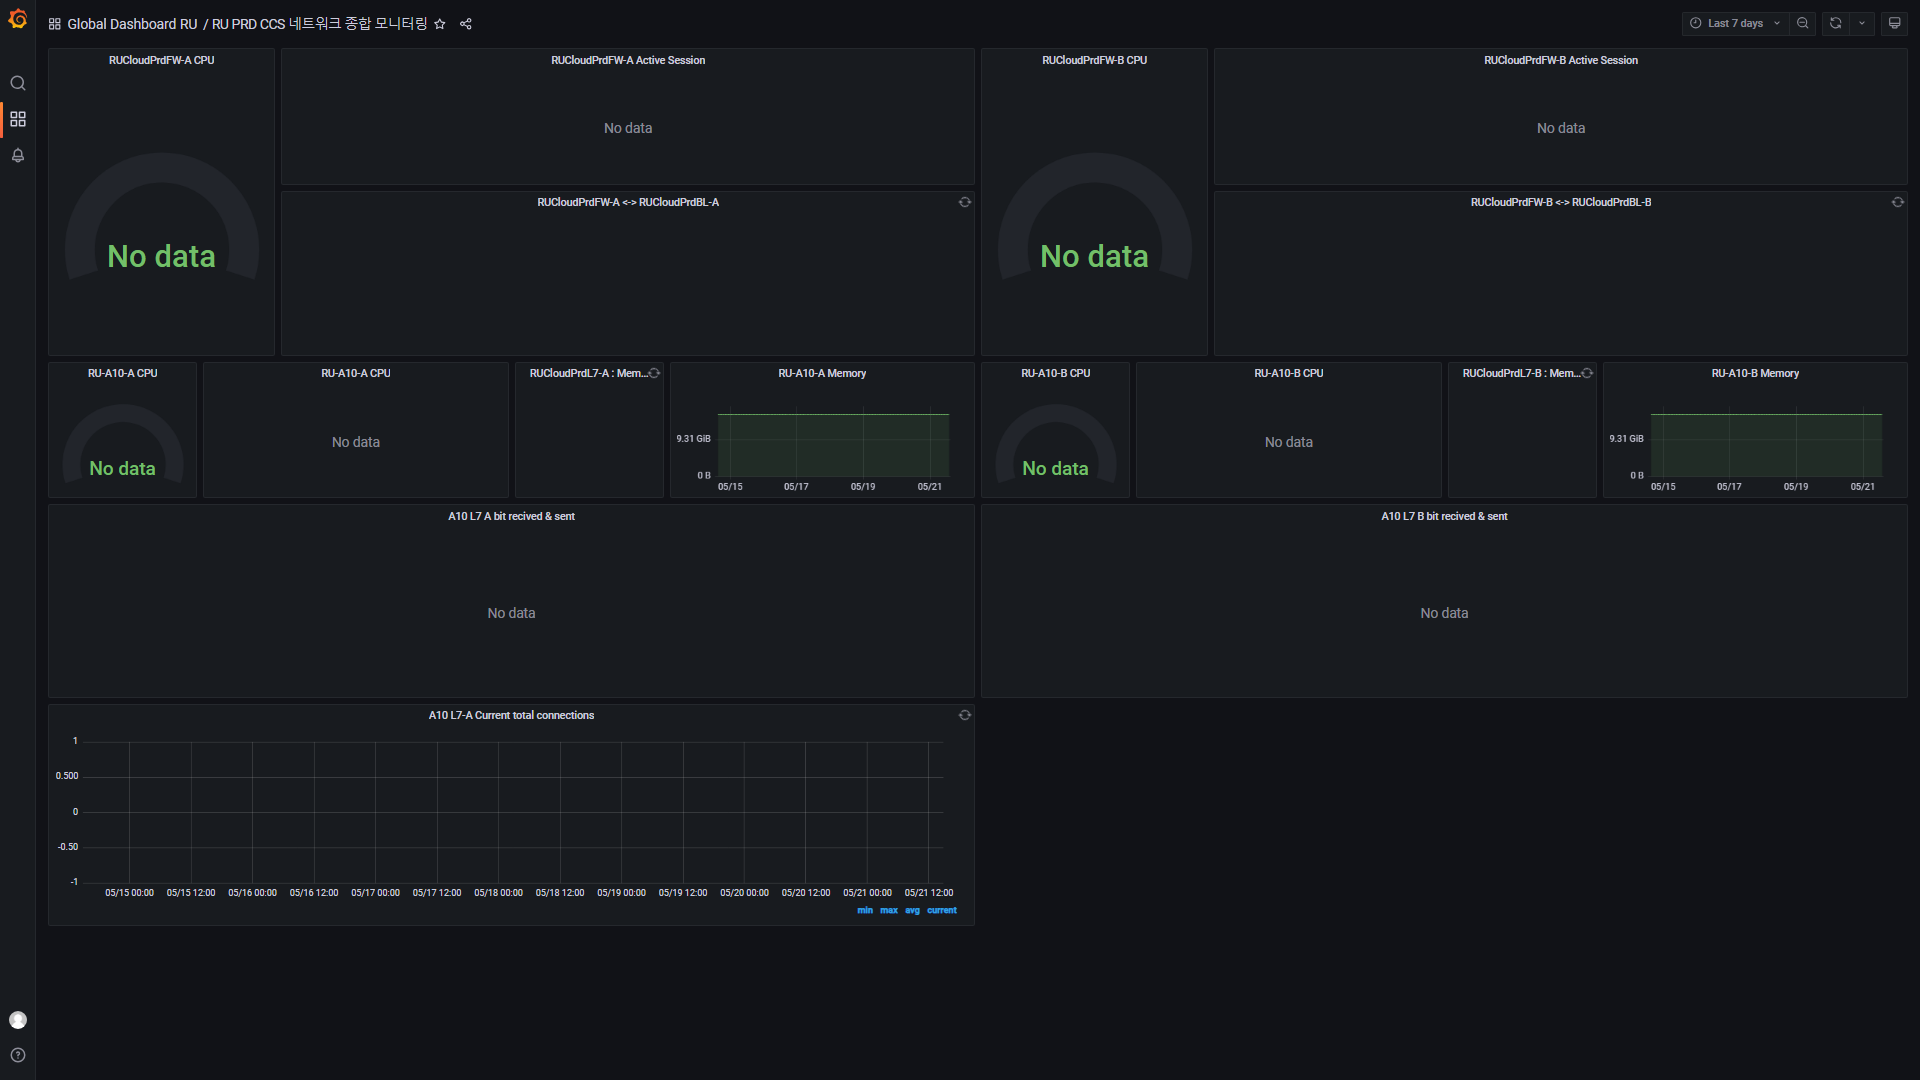 Global Dashboard RU / RU PRD CCS 네트워크 종합 모니터링
Last 7 days
RUCloudPrdFW-A CPU
No data
RUCloudPrdFW-A Active Session
No data
RUCloudPrdFW-B CPU
No data
RUCloudPrdFW-B Active Session
No data
RUCloudPrdFW-A <-> RUCloudPrdBL-A
RUCloudPrdFW-B <-> RUCloudPrdBL-B
RU-A10-A CPU
No data
RU-A10-A CPU
No data
RUCloudPrdL7-A : Mem...
RU-A10-A Memory
9.31 GiB
0 B
05/15 05/17 05/19 05/21
RU-A10-B CPU
No data
RU-A10-B CPU
No data
RUCloudPrdL7-B : Mem...
RU-A10-B Memory
9.31 GiB
0 B
05/15 05/17 05/19 05/21
A10 L7 A bit recived & sent
No data
A10 L7 B bit recived & sent
No data
A10 L7-A Current total connections
1
0.500
0
-0.50
-1
05/15 00:00 05/15 12:00 05/16 00:00 05/16 12:00 05/17 00:00 05/17 12:00 05/18 00:00 05/18 12:00 05/19 00:00 05/19 12:00 05/20 00:00 05/20 12:00 05/21 00:00 05/21 12:00
min max avg current